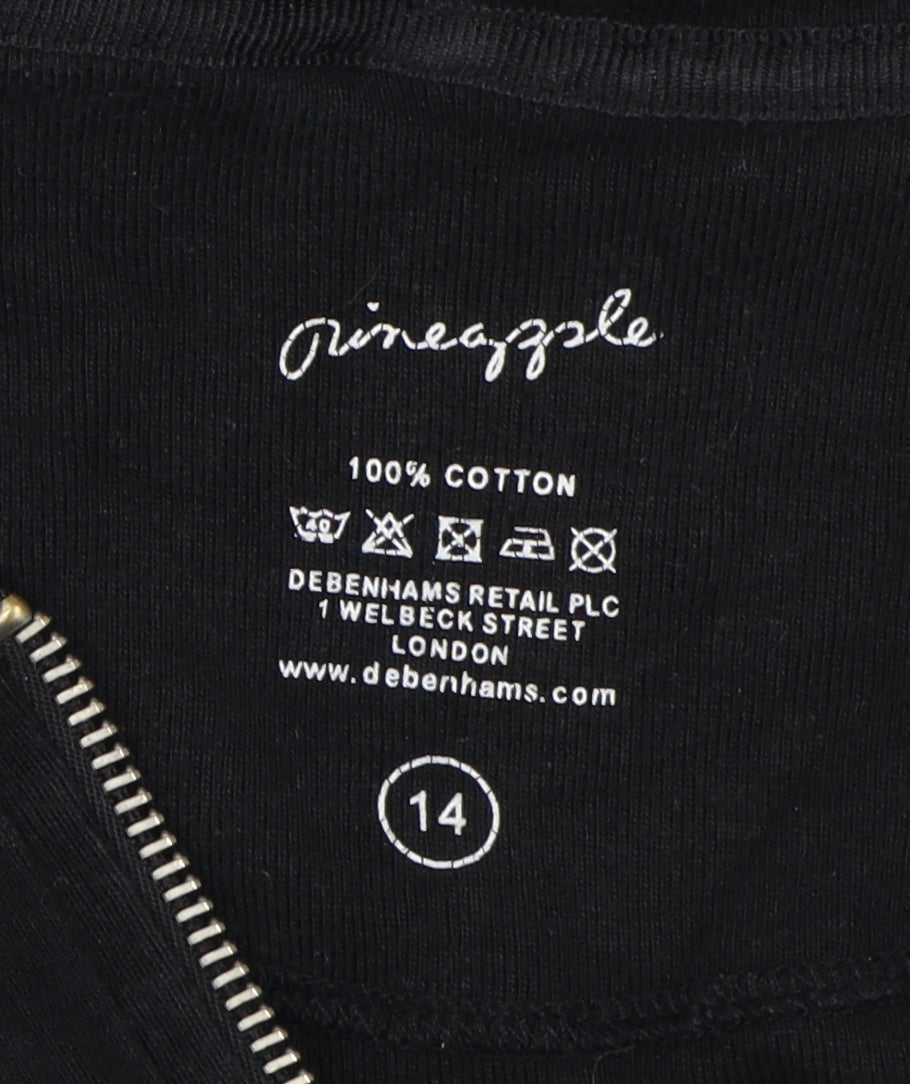 pineapple
100% COTTON
40
DEBENHAMS RETAIL PLC
1 WELBECK STREET
LONDON
www.debenhams.com
14